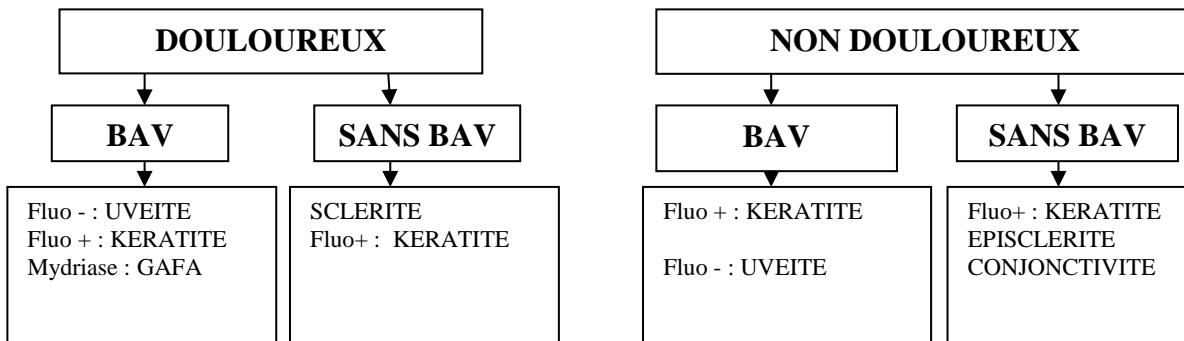 DOULOUREUX
BAV
SANS BAV
Fluo - : UVEITE
Fluo + : KERATITE
Mydriase : GAFA
SCLERITE
Fluo+ : KERATITE
NON DOULOUREUX
BAV
SANS BAV
Fluo + : KERATITE
Fluo - : UVEITE
Fluo+ : KERATITE
EPISCLERITE
CONJONCTIVITE